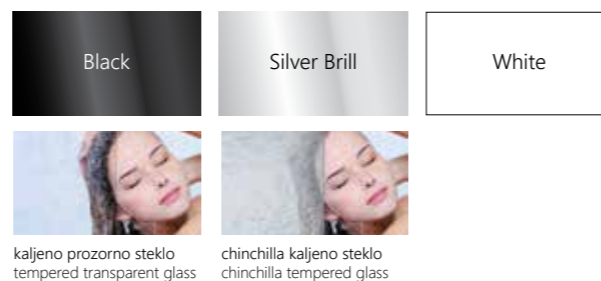 Black
Silver Brill
White
kaljeno prozorno steklo
tempered transparent glass
chinchilla kaljeno steklo
chinchilla tempered glass